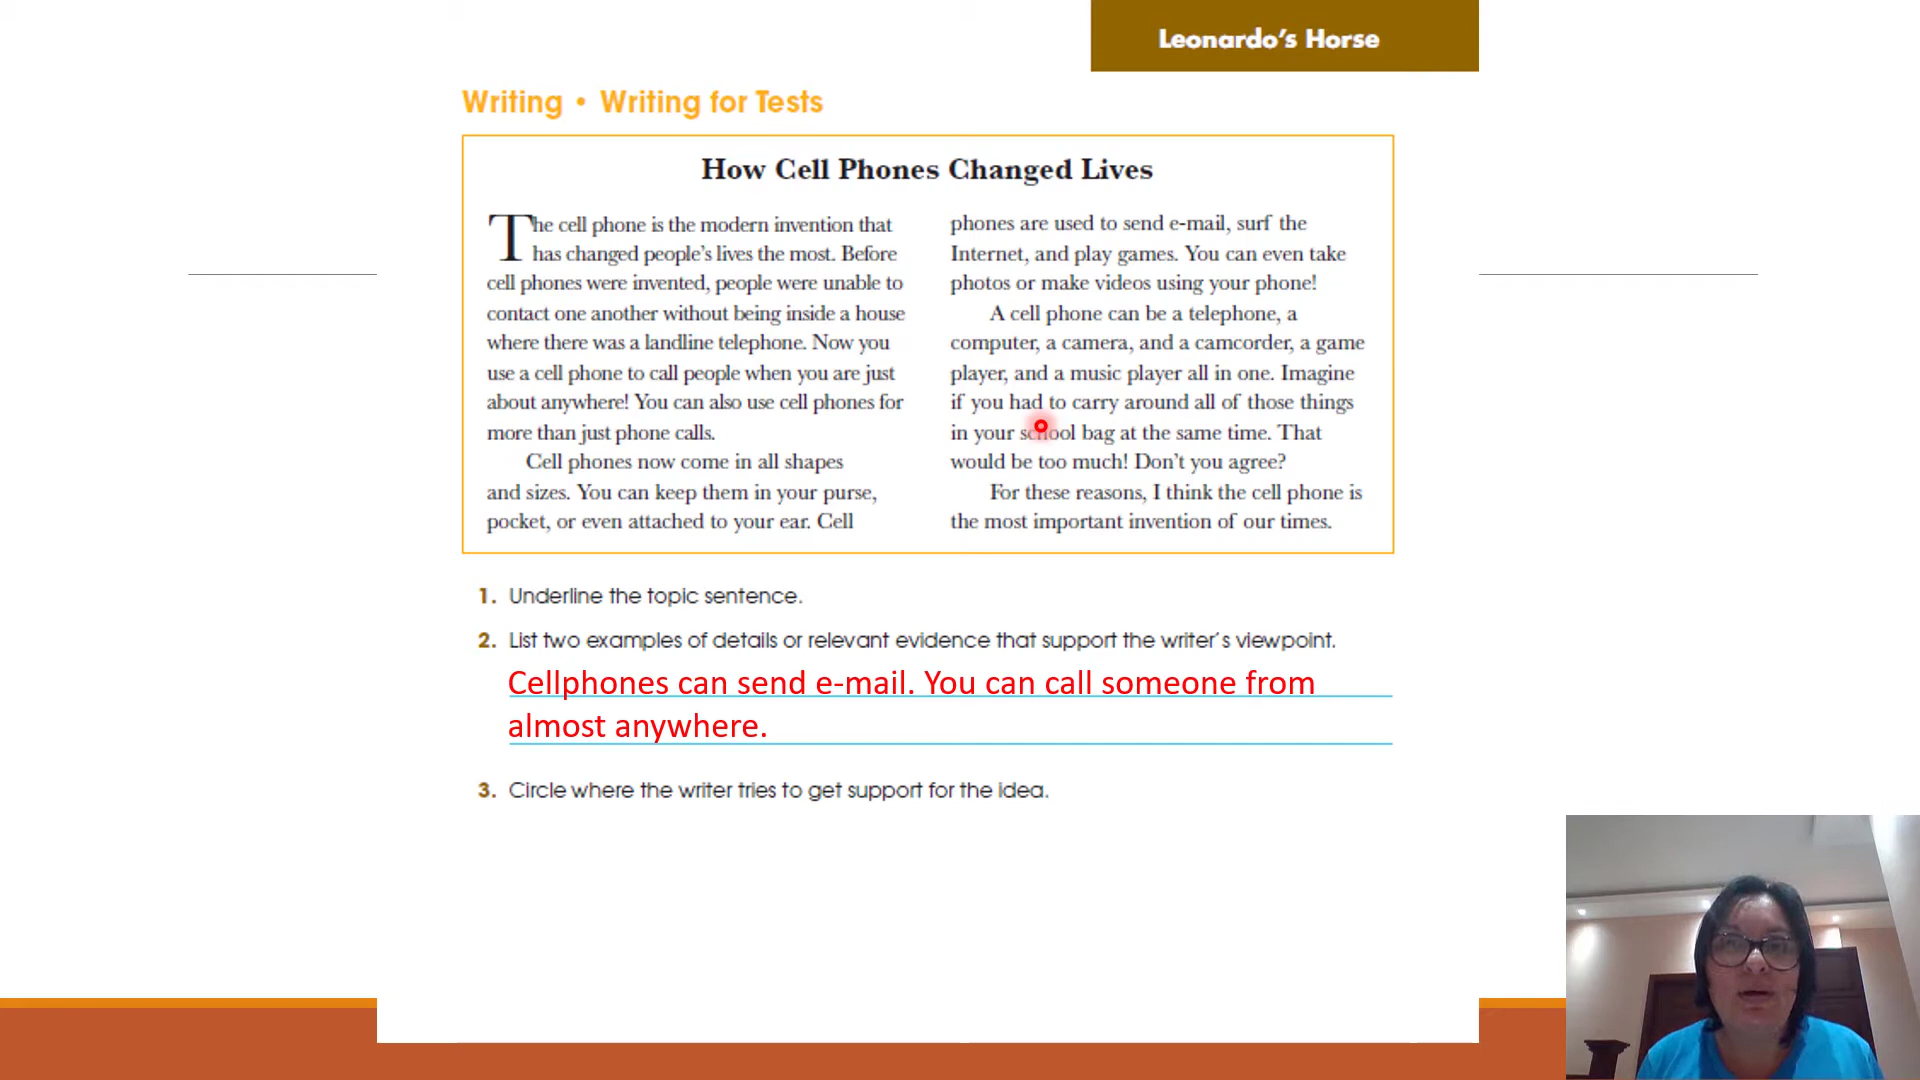 Leonardo's Horse
Writing • Writing for Tests
How Cell Phones Changed Lives
The cell phone is the modern invention that
has changed people's lives the most. Before
cell phones were invented, people were unable to
contact one another without being inside a house
where there was a landline telephone. Now you
use a cell phone to call people when you are just
about anywhere! You can also use cell phones for
more than just phone calls.
Cell phones now come in all shapes
and sizes. You can keep them in your purse,
pocket, or even attached to your ear. Cell
phones are used to send e-mail, surf the
Internet, and play games. You can even take
photos or make videos using your phone!
A cell phone can be a telephone, a
computer, a camera, and a camcorder, a game
player, and a music player all in one. Imagine
if you had to carry around all of those things
in your school bag at the same time. That
would be too much! Don't you agree?
For these reasons, I think the cell phone is
the most important invention of our times.
1. Underline the topic sentence.
2. List two examples of details or relevant evidence that support the writer's viewpoint.
Cellphones can send e-mail. You can call someone from
almost anywhere.
3. Circle where the writer tries to get support for the idea.